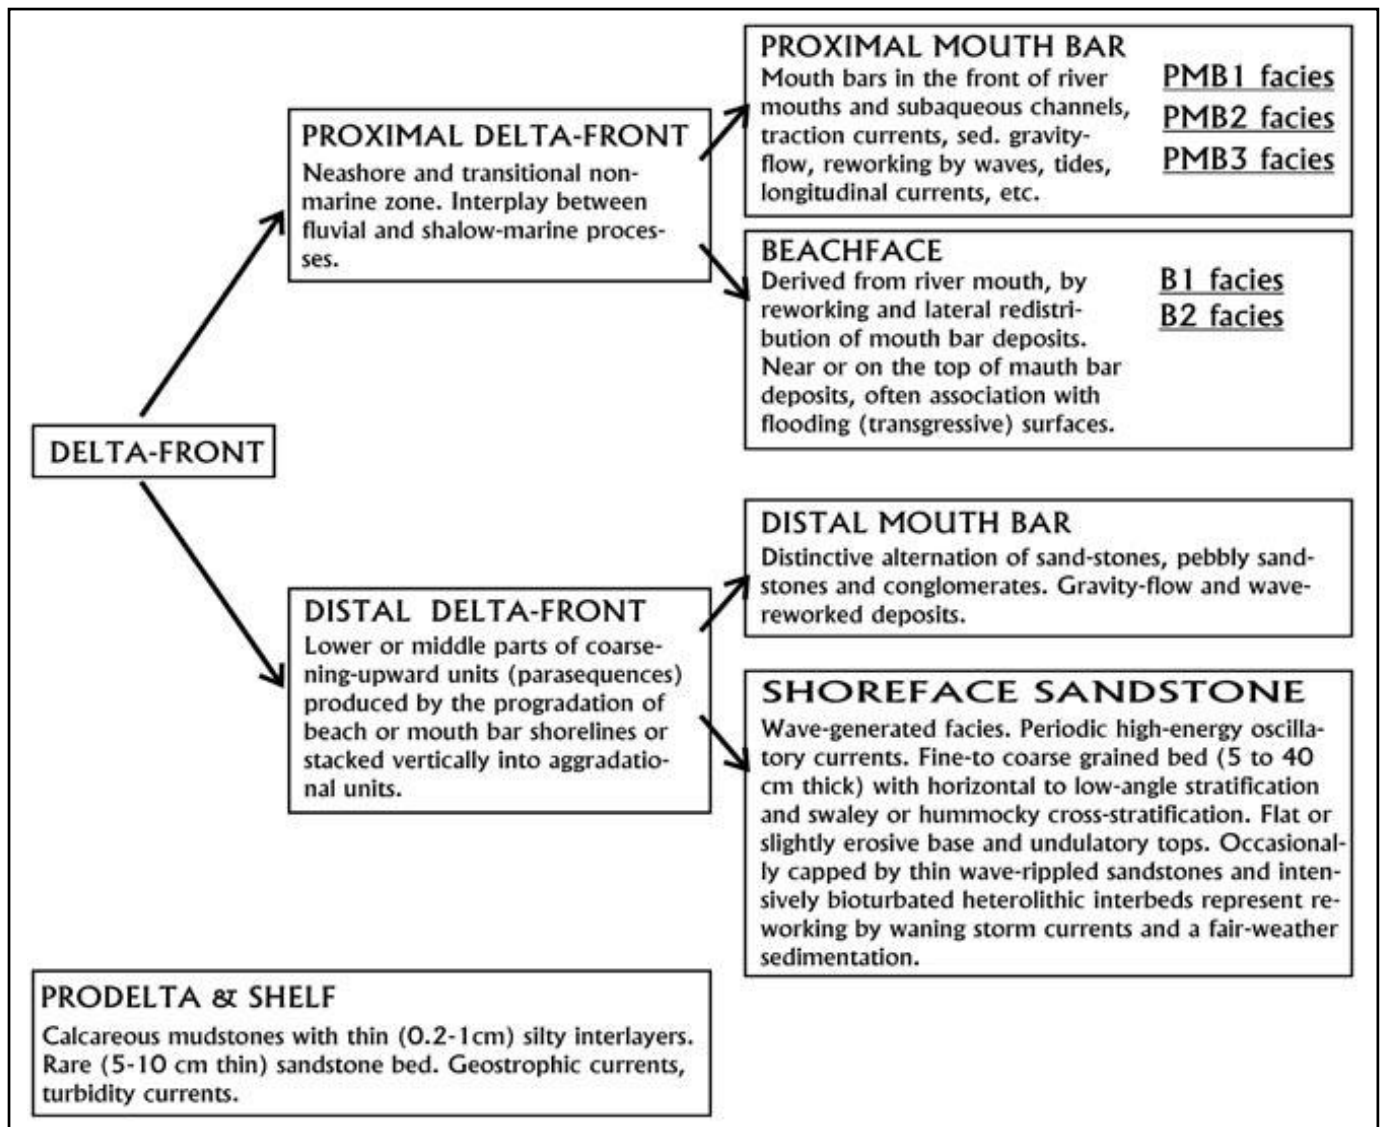 PROXIMAL MOUTH BAR
Mouth bars in the front of river
mouths and subaqueous channels,
traction currents, sed. gravity-
flow, reworking by waves, tides,
longitudinal currents, etc.
PMB1 facies
PMB2 facies
PMB3 facies
PROXIMAL DELTA-FRONT
Neashore and transitional non-
marine zone. Interplay between
fluvial and shalow-marine proces-
ses.
BEACHFACE
Derived from river mouth, by
reworking and lateral redistri-
bution of mouth bar deposits.
Near or on the top of mauth bar
deposits, often association with
flooding (transgressive) surfaces.
B1 facies
B2 facies
DELTA-FRONT
DISTAL MOUTH BAR
Distinctive alternation of sand-stones, pebbly sand-
stones and conglomerates. Gravity-flow and wave-
reworked deposits.
DISTAL DELTA-FRONT
Lower or middle parts of coarse-
ning-upward units (parasequences)
produced by the progradation of
beach or mouth bar shorelines or
stacked vertically into aggradatio-
nal units.
SHOREFACE SANDSTONE
Wave-generated facies. Periodic high-energy oscilla-
tory currents. Fine-to coarse grained bed (5 to 40
cm thick) with horizontal to low-angle stratification
and swaley or hummocky cross-stratification. Flat or
slightly erosive base and undulatory tops. Occasional-
ly capped by thin wave-rippled sandstones and inten-
sively bioturbated heterolithic interbeds represent re-
working by waning storm currents and a fair-weather
sedimentation.
PRODELTA & SHELF
Calcareous mudstones with thin (0.2-1cm) silty interlayers.
Rare (5-10 cm thin) sandstone bed. Geostrophic currents,
turbidity currents.